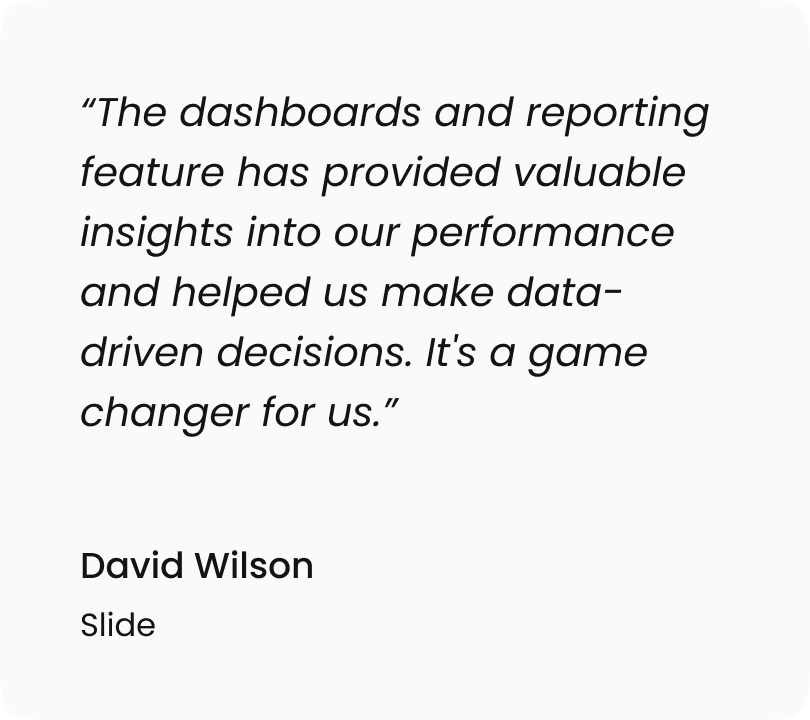 “The dashboards and reporting
feature has provided valuable
insights into our performance
and helped us make data-
driven decisions. It's a game
changer for us.”
David Wilson
Slide